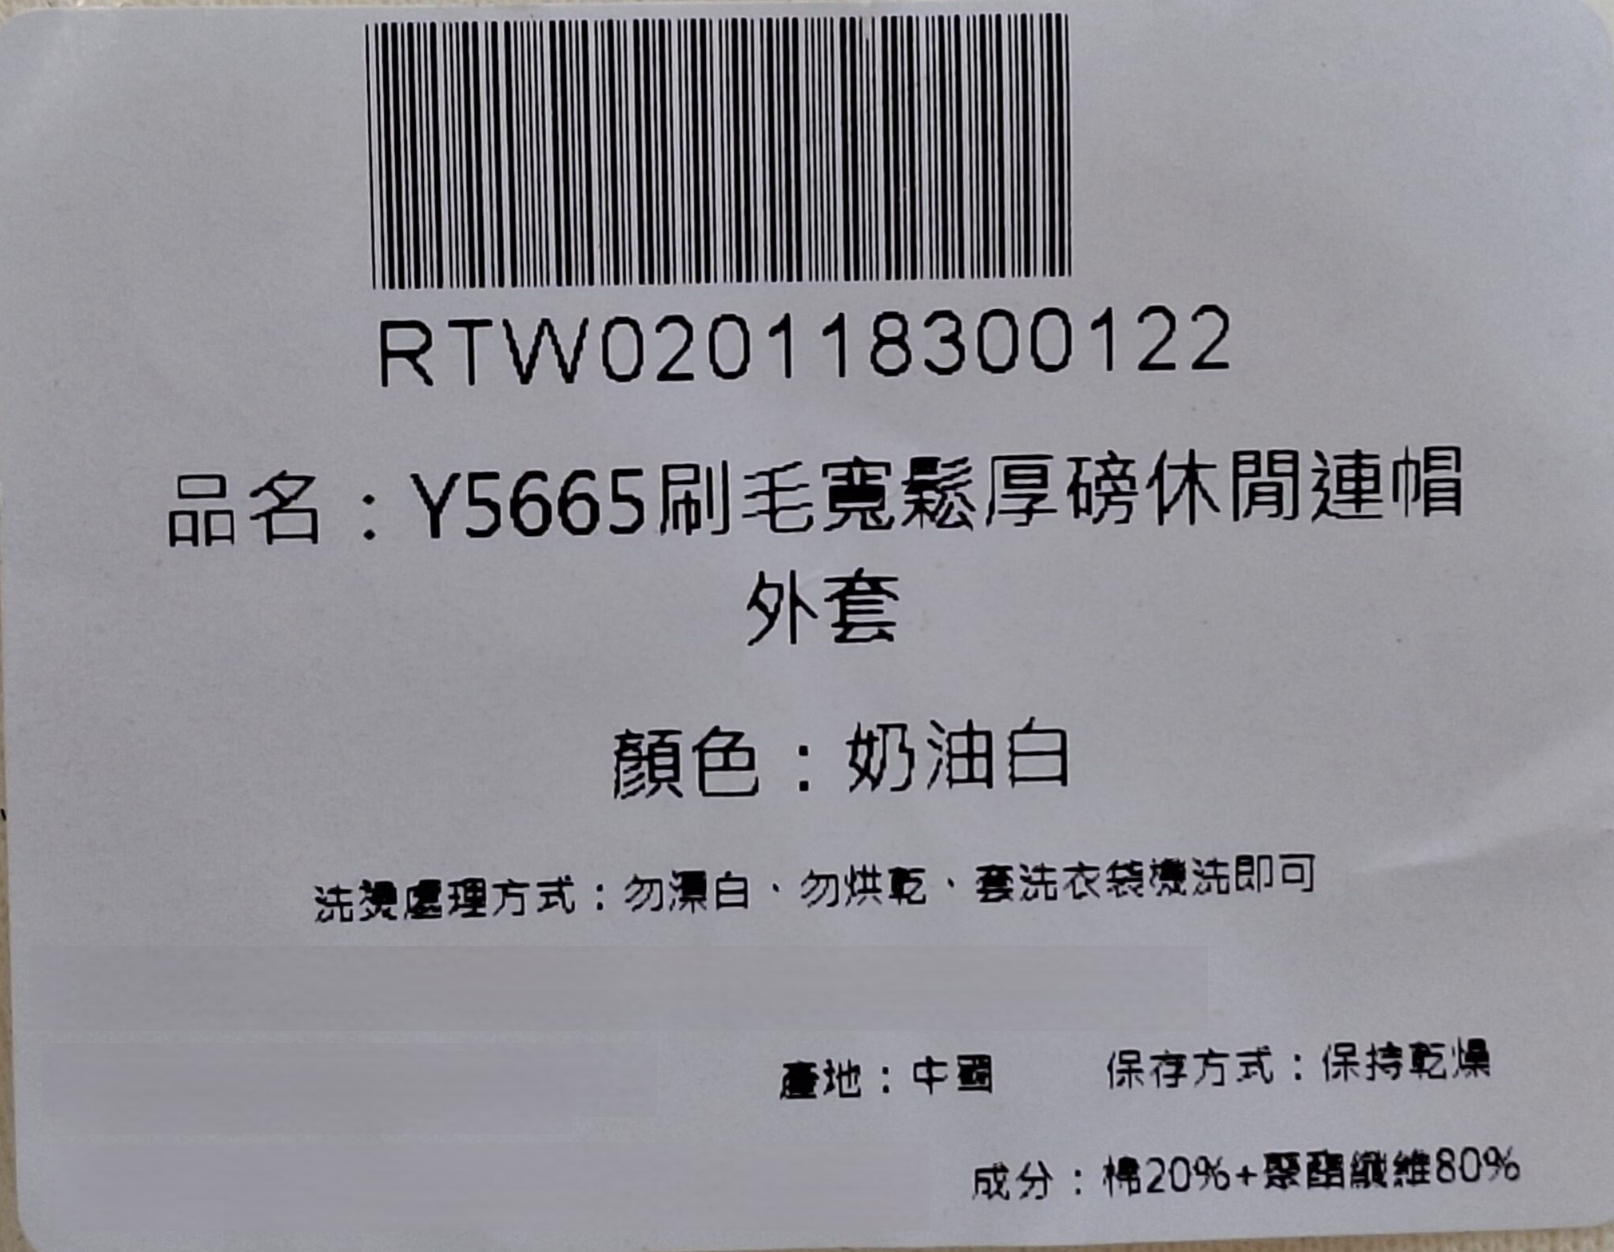 RTW020118300122
品名：Y5665刷毛寬鬆厚磅休閒連帽
外套
顏色：奶油白
洗燙處理方式：勿漂白、勿烘乾、套洗衣袋機洗即可
產地：中國 保存方式：保持乾燥
成分：棉20%+聚酯纖維80%